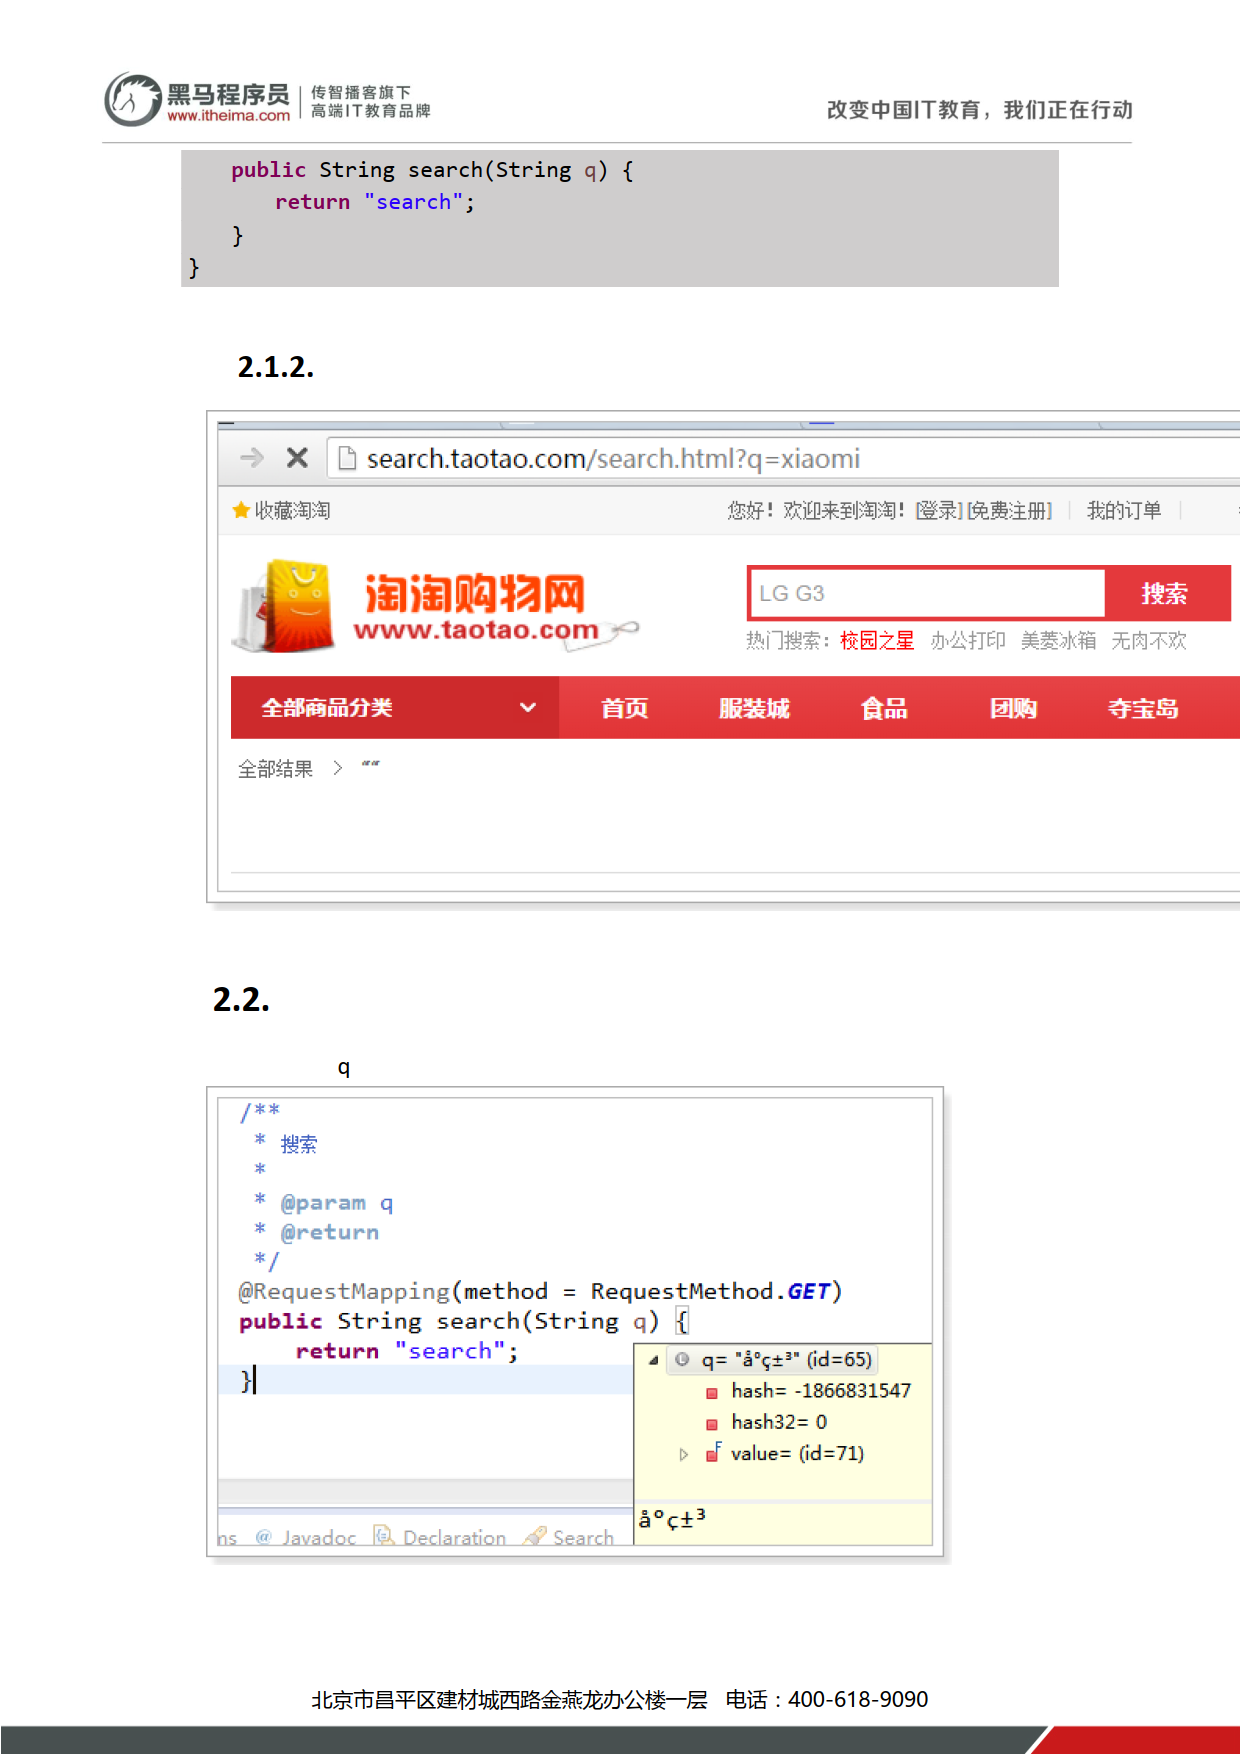 黑马程序员
www.itheima.com
传智播客旗下
高端IT教育品牌
改变中国IT教育，我们正在行动
public String search(String q) {
return "search";
}
}
2.1.2.
search.taotao.com/search.html?q=xiaomi
收藏淘淘
您好！欢迎来到淘淘！[登录][免费注册] 我的订单
淘淘购物网
www.taotao.com
LG G3 搜索
热门搜索：校园之星 办公打印 美菱冰箱 无肉不欢
全部商品分类 首页 服装城 食品 团购 夺宝岛
全部结果 > “”
2.2.
q
/**
* 搜索
*
* @param q
* @return
*/
@RequestMapping(method = RequestMethod.GET)
public String search(String q) {
return "search";
}
q= "å°ç±³" (id=65)
hash= -1866831547
hash32= 0
value= (id=71)
å°ç±³
ns @ Javadoc Declaration Search
北京市昌平区建材城西路金燕龙办公楼一层 电话：400-618-9090